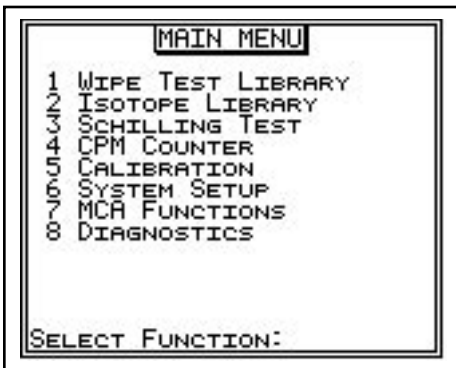 MAIN MENU
1 WIPE TEST LIBRARY
2 ISOTOPE LIBRARY
3 SCHILLING TEST
4 CPM COUNTER
5 CALIBRATION
6 SYSTEM SETUP
7 MCA FUNCTIONS
8 DIAGNOSTICS
SELECT FUNCTION: